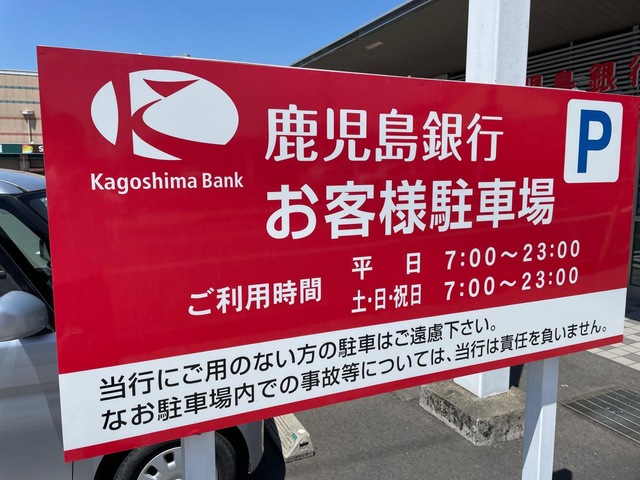 Kagoshima Bank
鹿児島銀行
P
お客様駐車場
ご利用時間
平日 7:00～23:00
土・日・祝日 7:00～23:00
当行にご用のない方の駐車はご遠慮下さい。
なお駐車場内での事故等については、当行は責任を負いません。
児島銀行